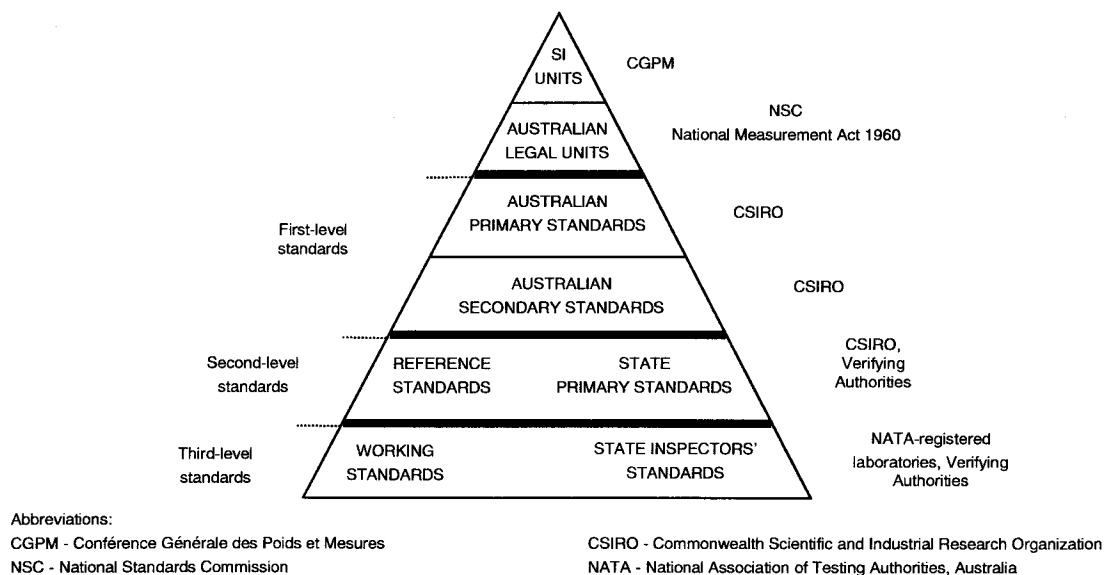 SI
UNITS
CGPM
AUSTRALIAN
LEGAL UNITS
NSC
National Measurement Act 1960
First-level
standards
AUSTRALIAN
PRIMARY STANDARDS
CSIRO
AUSTRALIAN
SECONDARY STANDARDS
CSIRO
Second-level
standards
REFERENCE
STANDARDS
STATE
PRIMARY STANDARDS
CSIRO,
Verifying
Authorities
Third-level
standards
WORKING
STANDARDS
STATE INSPECTORS'
STANDARDS
NATA-registered
laboratories, Verifying
Authorities
Abbreviations:
CGPM - Conférence Générale des Poids et Mesures
NSC - National Standards Commission
CSIRO - Commonwealth Scientific and Industrial Research Organization
NATA - National Association of Testing Authorities, Australia